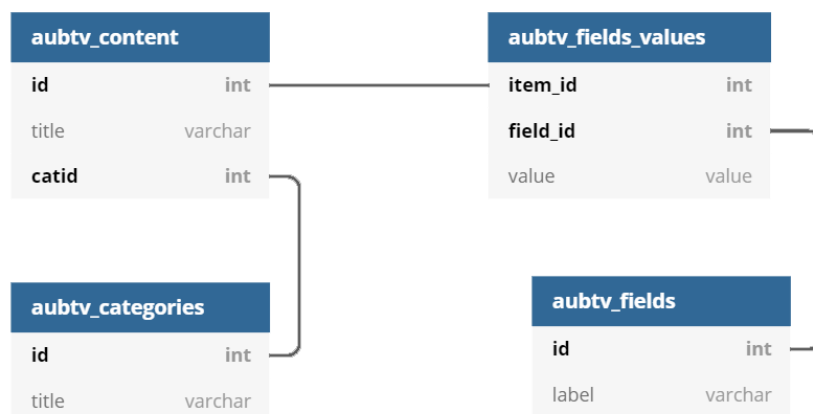 aubtv_content
id int
title varchar
catid int
aubtv_fields_values
item_id int
field_id int
value value
aubtv_categories
id int
title varchar
aubtv_fields
id int
label varchar